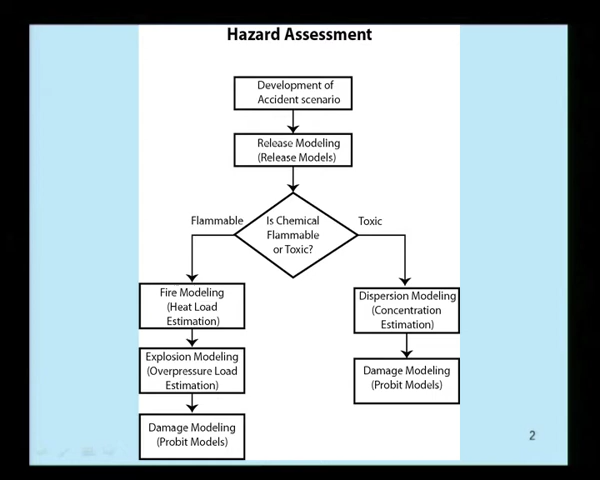 Hazard Assessment
Development of
Accident scenario
Release Modeling
(Release Models)
Flammable
Is Chemical
Flammable
or Toxic?
Toxic
Fire Modeling
(Heat Load
Estimation)
Dispersion Modeling
(Concentration
Estimation)
Explosion Modeling
(Overpressure Load
Estimation)
Damage Modeling
(Probit Models)
Damage Modeling
(Probit Models)
2